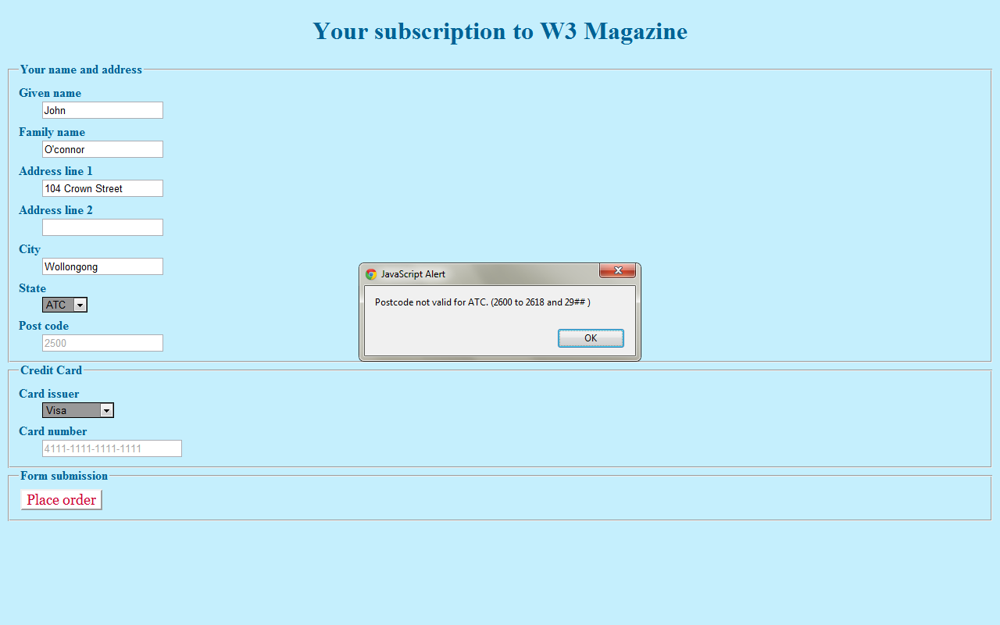 Your subscription to W3 Magazine
Your name and address
Given name
John
Family name
O'connor
Address line 1
104 Crown Street
Address line 2
City
Wollongong
State
ATC
Post code
2500
JavaScript Alert
Postcode not valid for ATC. (2600 to 2618 and 29## )
OK
Credit Card
Card issuer
Visa
Card number
4111-1111-1111-1111
Form submission
Place order